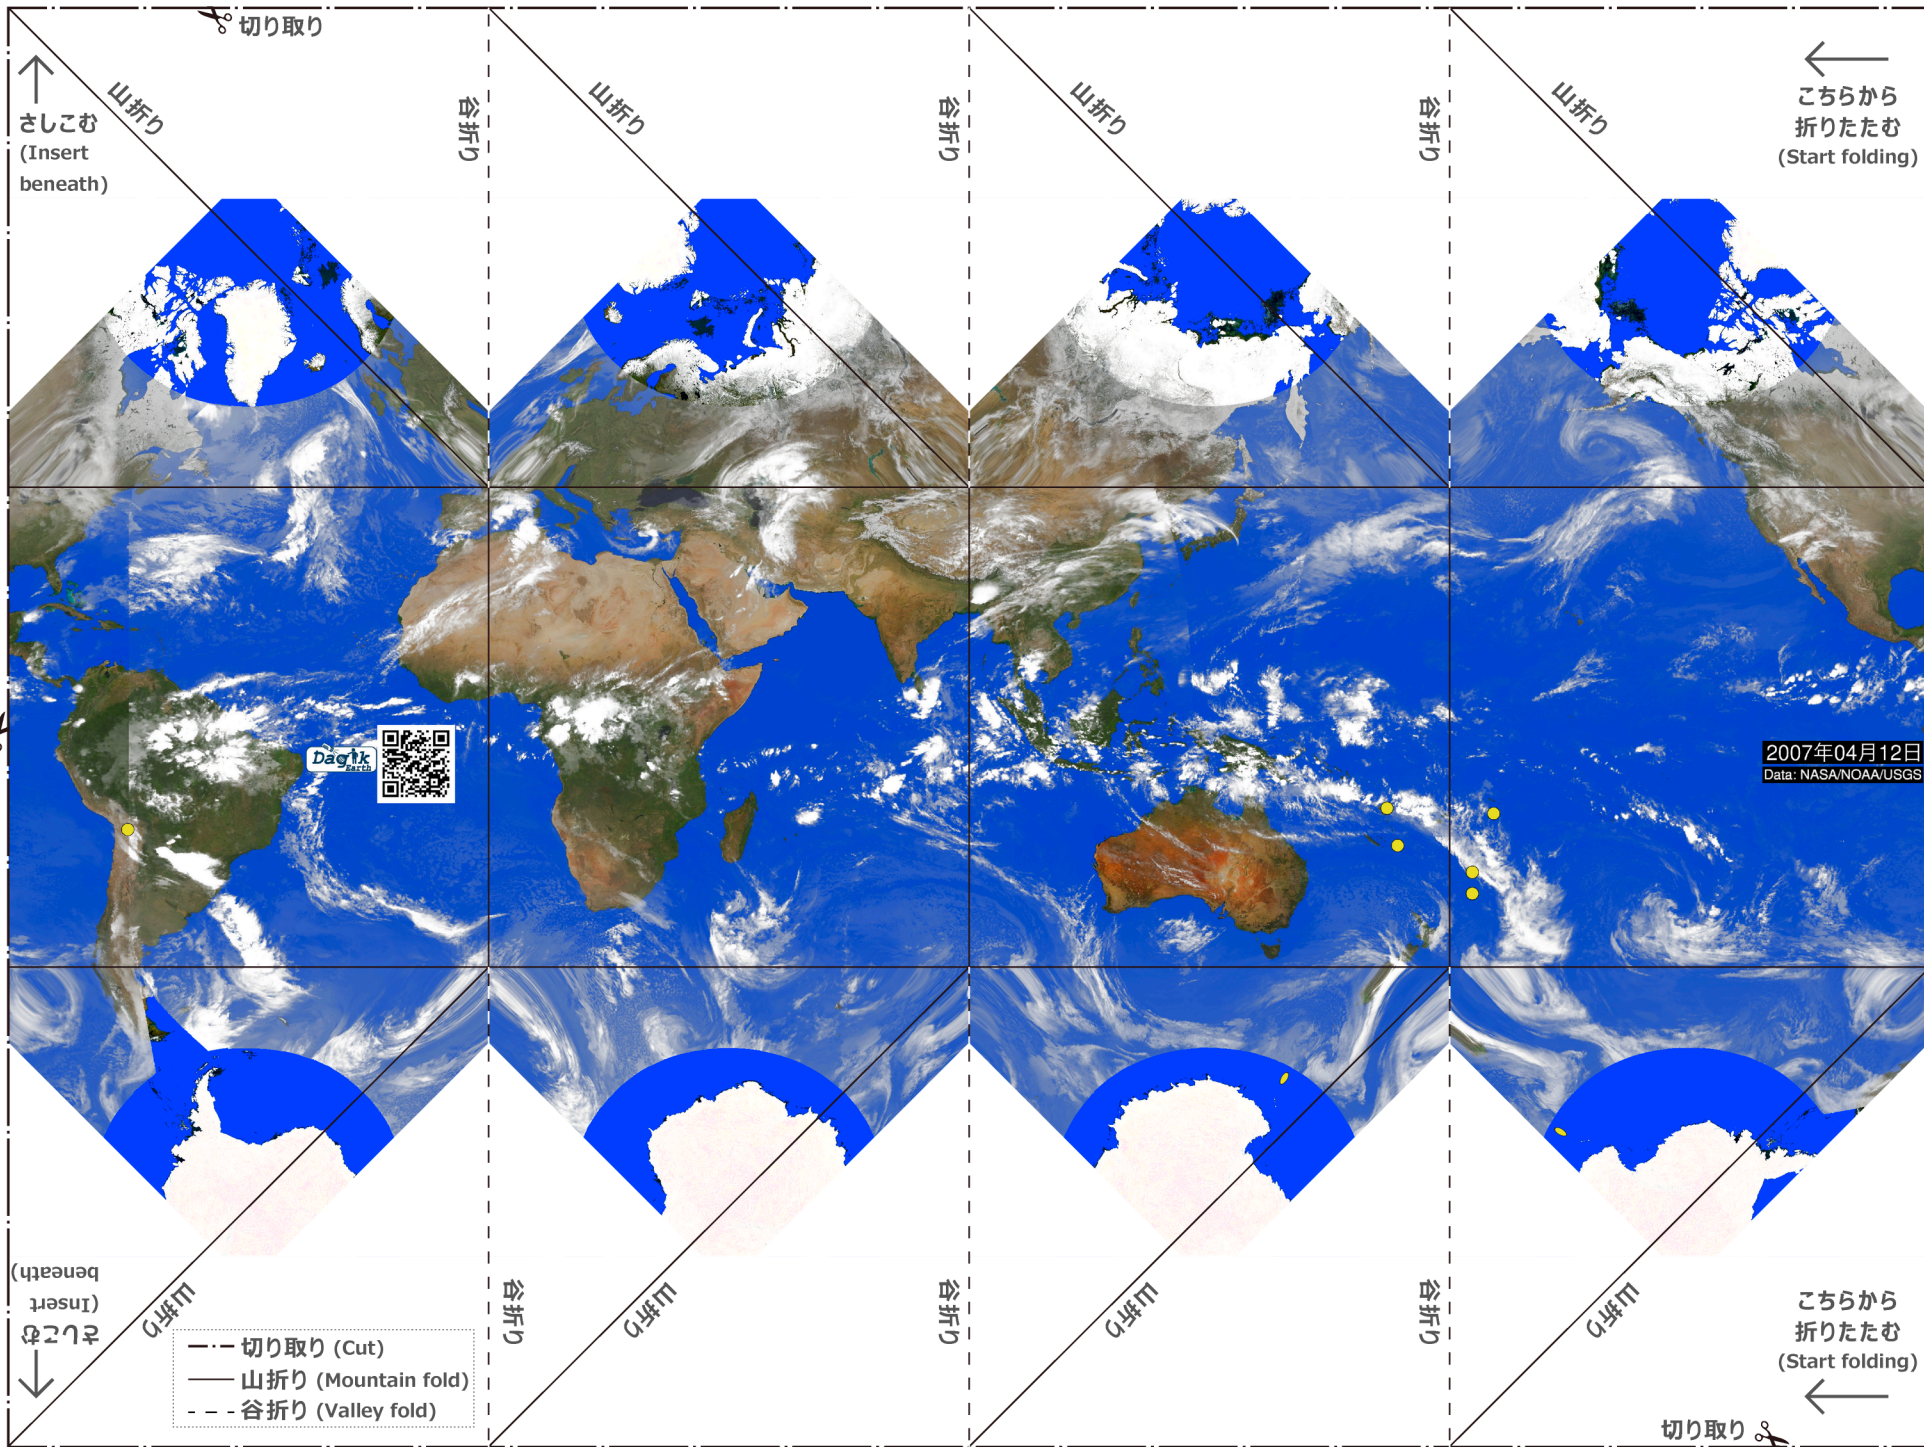 切り取り
山折り
山折り
山折り
山折り
谷折り
谷折り
谷折り
さしこむ
(Insert
beneath)
こちらから
折りたたむ
(Start folding)
Dagik
Earth
2007年04月12日
Data: NASA/NOAA/USGS
さしこむ
(Insert
beneath)
山折り
山折り
山折り
山折り
谷折り
谷折り
谷折り
切り取り (Cut)
山折り (Mountain fold)
谷折り (Valley fold)
こちらから
折りたたむ
(Start folding)
切り取り